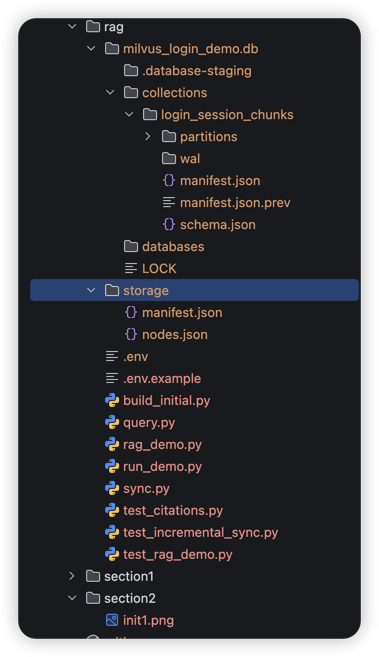 rag
milvus_login_demo.db
.database-staging
collections
login_session_chunks
partitions
wal
manifest.json
manifest.json.prev
schema.json
databases
LOCK
storage
manifest.json
nodes.json
.env
.env.example
build_initial.py
query.py
rag_demo.py
run_demo.py
sync.py
test_citations.py
test_incremental_sync.py
test_rag_demo.py
section1
section2
init1.png